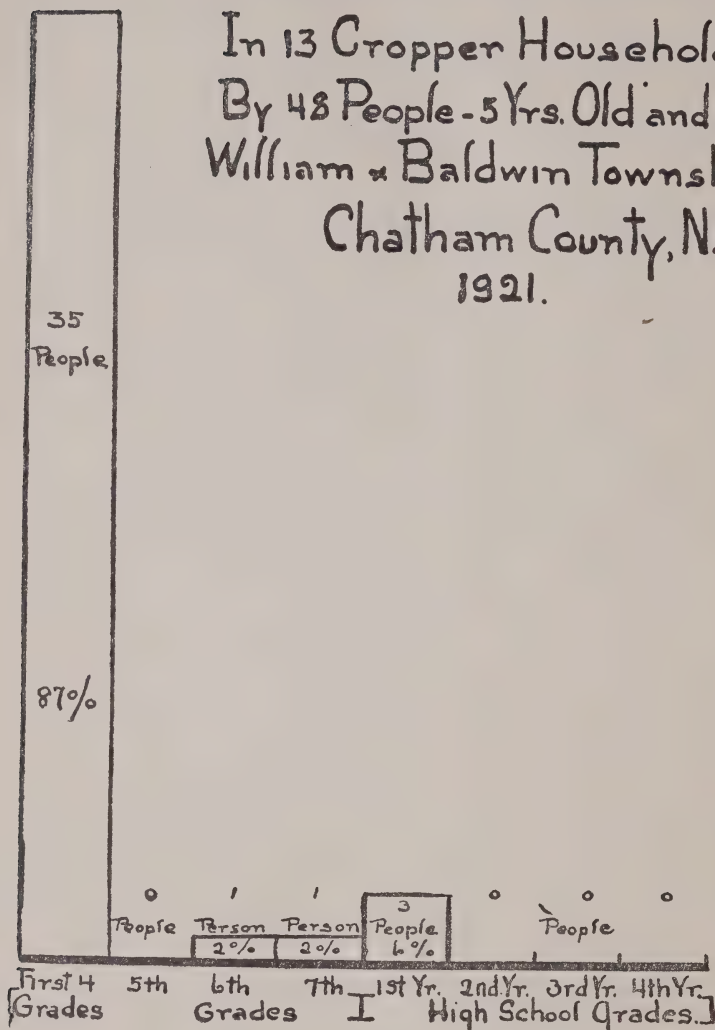 In 13 Cropper Househol
By 48 People - 5 Yrs. Old and
William & Baldwin Towns
Chatham County, N.
1921.
35
People
87%
0 1 1 3 0 0 0
People Person Person People People
2% 2% 6%
First 4 5th 6th 7th 1st Yr. 2nd Yr. 3rd Yr. 4th Yr.
[Grades Grades I High School Grades.]